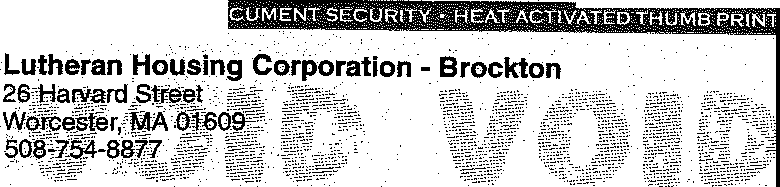 CUMENT SECURITY • HEAT ACTIVATED THUMB PRINT
Lutheran Housing Corporation - Brockton
26 Harvard Street
Worcester, MA 01609
508-754-8877
VOID VOID